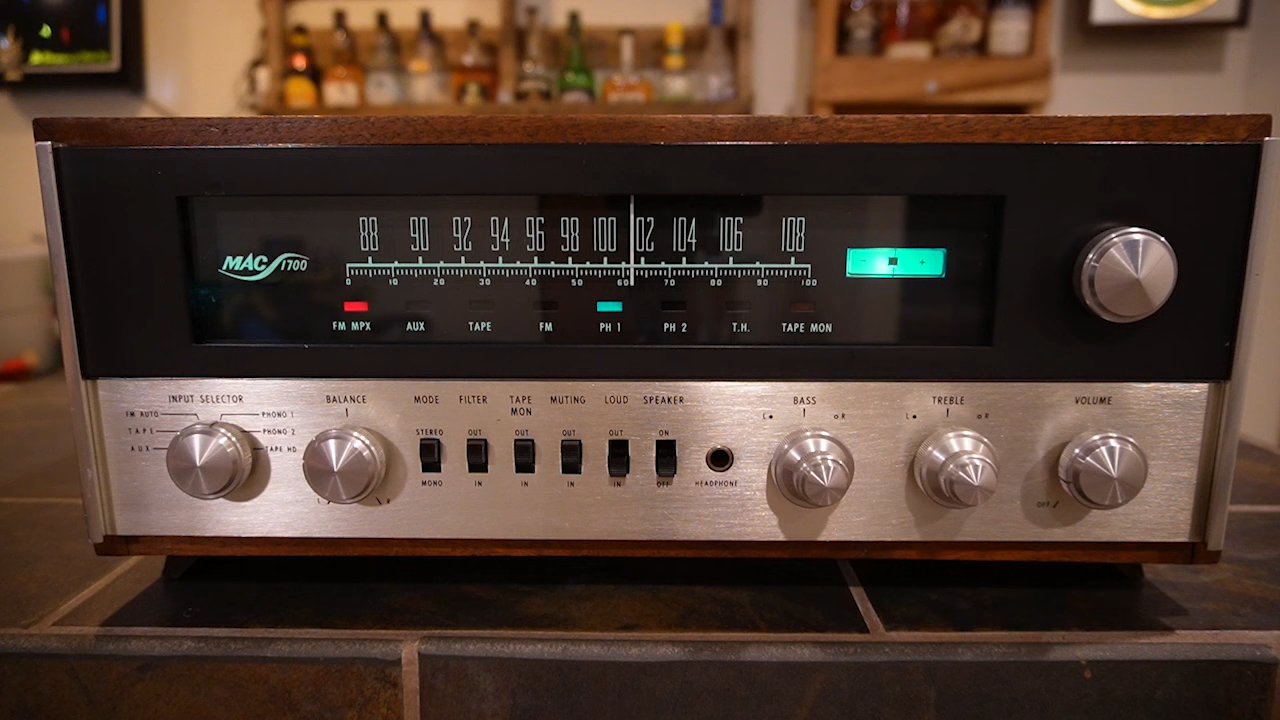 88 90 92 94 96 98 100 102 104 106 108
MAC 1700
0 10 20 30 40 50 60 70 80 90 100
- +
FM MPX AUX TAPE FM PH 1 PH 2 T.H. TAPE MON
INPUT SELECTOR BALANCE MODE FILTER TAPE MON MUTING LOUD SPEAKER BASS TREBLE VOLUME
FM AUTO PHONO 1
TAPE PHONO 2
AUX TAPE HD
L R L R
STEREO OUT OUT OUT OUT ON
MONO IN IN IN IN OFF HEADPHONE
L R
OFF